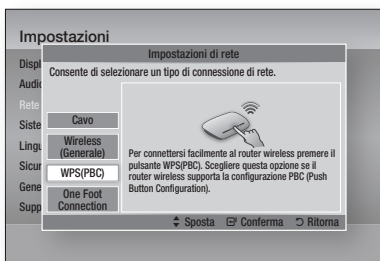 Impostazioni
Impostazioni di rete
Displ
Consente di selezionare un tipo di connessione di rete.
Audic
Rete
Siste
Lingu
Sicur
Gene
Supp
Cavo
Wireless
(Generale)
WPS(PBC)
One Foot
Connection
Per connettersi facilmente al router wireless premere il
pulsante WPS(PBC). Scegliere questa opzione se il
router wireless supporta la configurazione PBC (Push
Button Configuration).
Sposta Conferma Ritorna